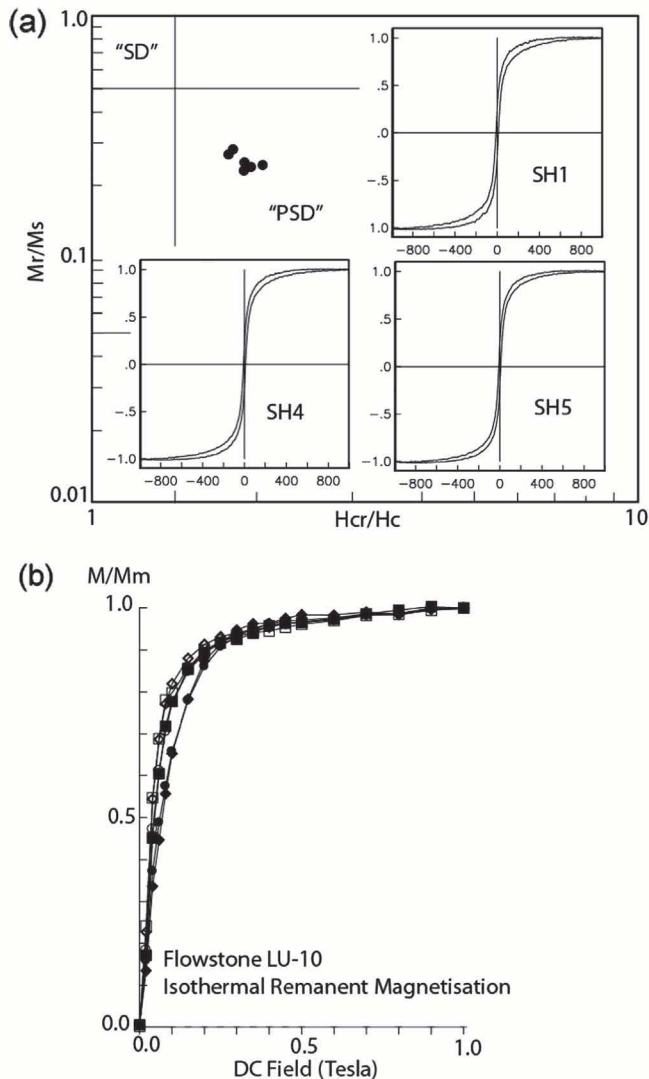 (a)
1.0
"SD"
"PSD"
0.1
0.01
Mr/Ms
1
10
Hcr/Hc
1.0
.5
.0
-.5
1.0
SH1
-800 -400 0 400 800
1.0
.5
.0
-.5
-1.0
SH4
-800 -400 0 400 800
1.0
.5
.0
-.5
-1.0
SH5
-800 -400 0 400 800
(b)
M/Mm
1.0
0.5
0.0
Flowstone LU-10
Isothermal Remanent Magnetisation
0.0 0.5 1.0
DC Field (Tesla)